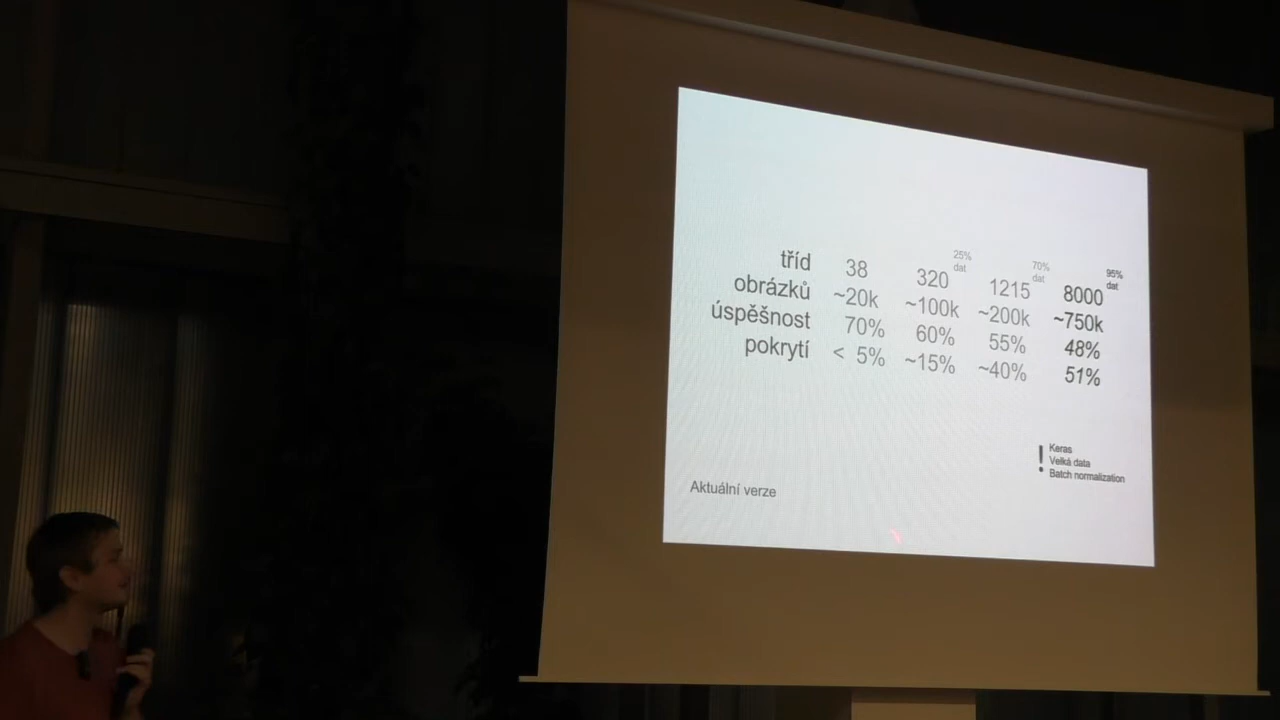 25% dat 70% dat 95% dat
tříd 38 320 1215 8000
obrázků ~20k ~100k ~200k ~750k
úspěšnost 70% 60% 55% 48%
pokrytí < 5% ~15% ~40% 51%
! Keras
Velká data
Batch normalization
Aktuální verze